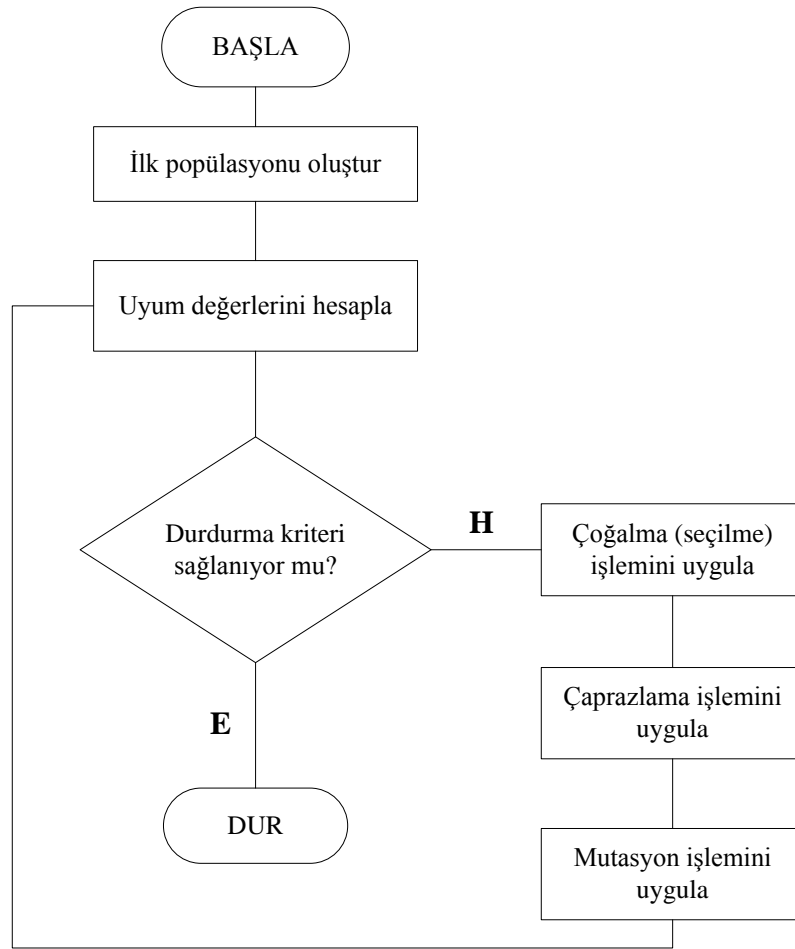 BAŞLA
İlk popülasyonu oluştur
Uyum değerlerini hesapla
Durdurma kriteri
sağlanıyor mu?
H
Çoğalma (seçilme)
işlemini uygula
Çaprazlama işlemini
uygula
Mutasyon işlemini
uygula
E
DUR